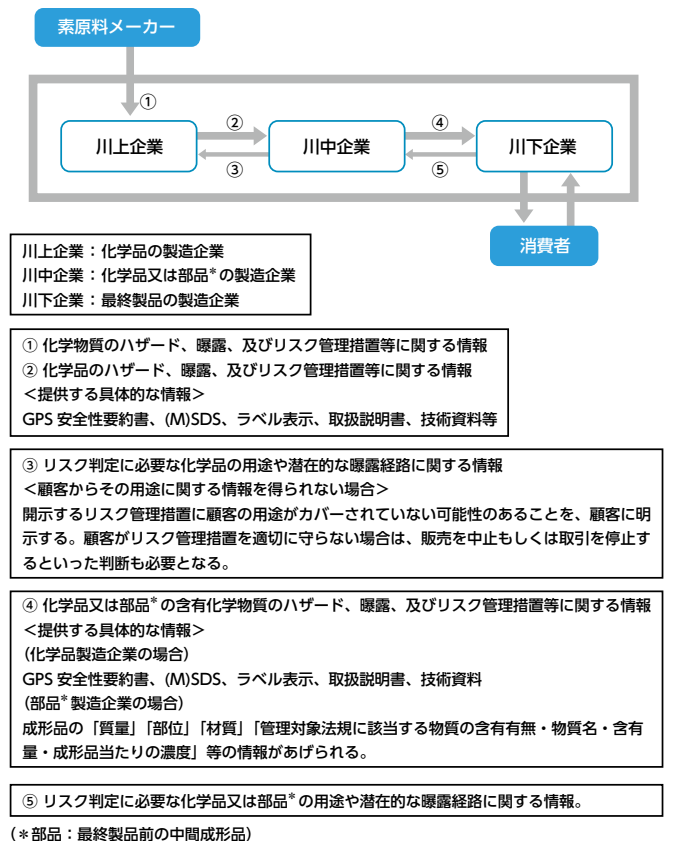 素原料メーカー
①
川上企業
②
③
川中企業
④
⑤
川下企業
消費者
川上企業：化学品の製造企業
川中企業：化学品又は部品*の製造企業
川下企業：最終製品の製造企業
① 化学物質のハザード、曝露、及びリスク管理措置等に関する情報
② 化学品のハザード、曝露、及びリスク管理措置等に関する情報
＜提供する具体的な情報＞
GPS 安全性要約書、(M)SDS、ラベル表示、取扱説明書、技術資料等
③ リスク判定に必要な化学品の用途や潜在的な曝露経路に関する情報
＜顧客からその用途に関する情報を得られない場合＞
開示するリスク管理措置に顧客の用途がカバーされていない可能性のあることを、顧客に明
示する。顧客がリスク管理措置を適切に守らない場合は、販売を中止もしくは取引を停止す
るといった判断も必要となる。
④ 化学品又は部品*の含有化学物質のハザード、曝露、及びリスク管理措置等に関する情報
＜提供する具体的な情報＞
(化学品製造企業の場合)
GPS 安全性要約書、(M)SDS、ラベル表示、取扱説明書、技術資料
(部品*製造企業の場合)
成形品の「質量」「部位」「材質」「管理対象法規に該当する物質の含有有無・物質名・含有
量・成形品当たりの濃度」等の情報があげられる。
⑤ リスク判定に必要な化学品又は部品*の用途や潜在的な曝露経路に関する情報。
(＊部品：最終製品前の中間成形品)